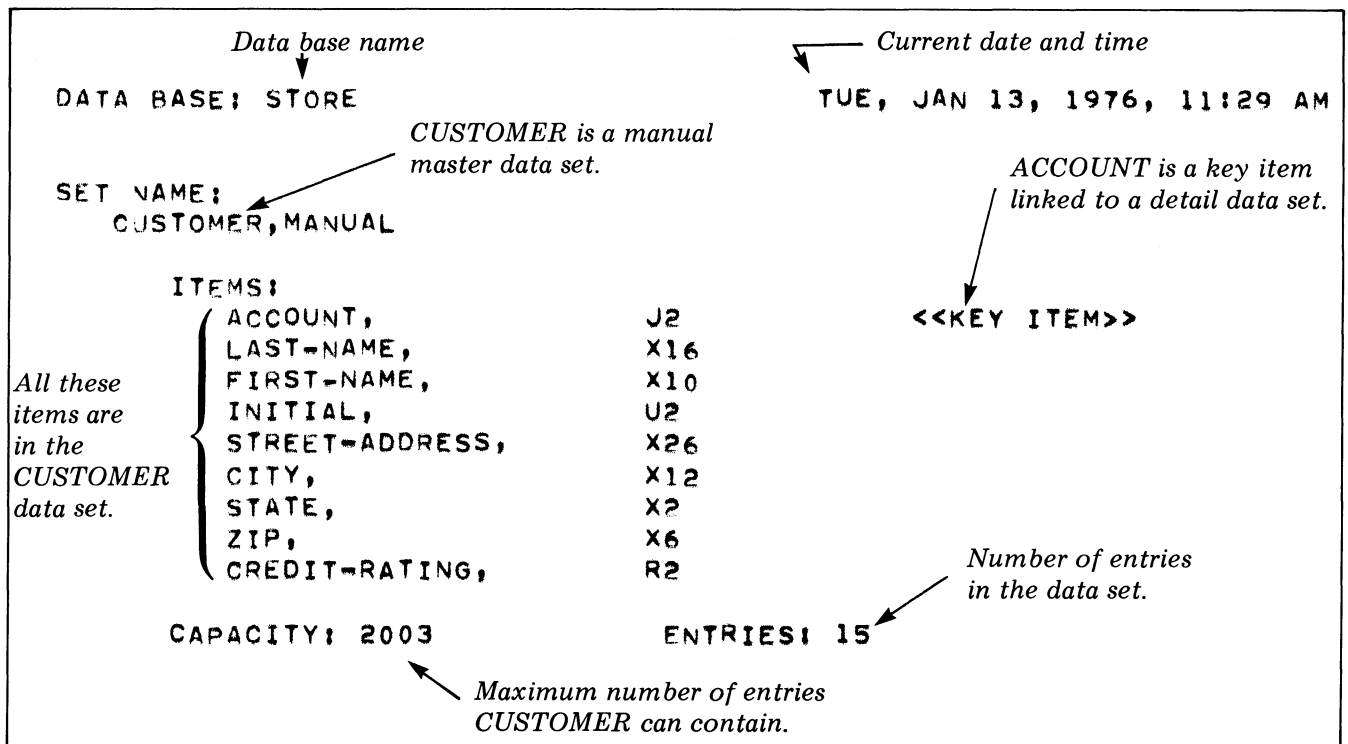 Data base name
Current date and time
DATA BASE: STORE
TUE, JAN 13, 1976, 11:29 AM
CUSTOMER is a manual
master data set.
ACCOUNT is a key item
linked to a detail data set.
SET NAME:
CUSTOMER,MANUAL
ITEMS:
ACCOUNT, J2 <<KEY ITEM>>
LAST-NAME, X16
FIRST-NAME, X10
INITIAL, U2
STREET-ADDRESS, X26
CITY, X12
STATE, X2
ZIP, X6
CREDIT-RATING, R2
All these
items are
in the
CUSTOMER
data set.
Number of entries
in the data set.
CAPACITY: 2003 ENTRIES: 15
Maximum number of entries
CUSTOMER can contain.